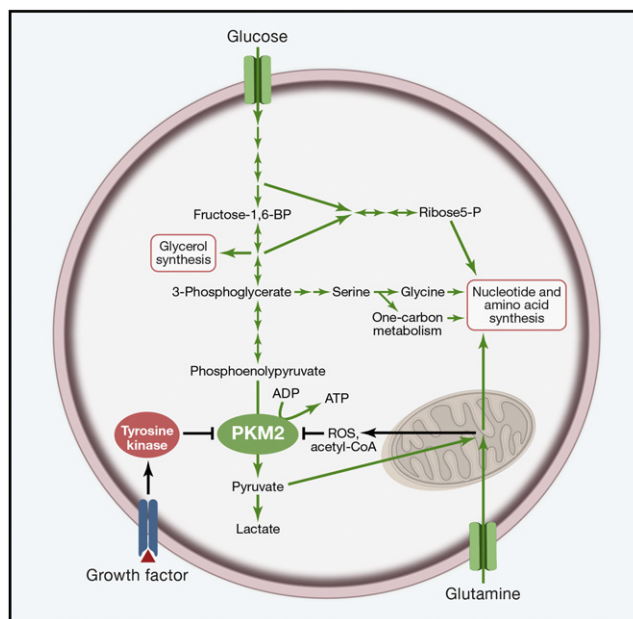 Glucose
Fructose-1,6-BP
Ribose5-P
Glycerol
synthesis
3-Phosphoglycerate
Serine
Glycine
Nucleotide and
amino acid
synthesis
One-carbon
metabolism
Phosphoenolpyruvate
ADP
ATP
Tyrosine
kinase
PKM2
ROS,
acetyl-CoA
Pyruvate
Lactate
Growth factor
Glutamine